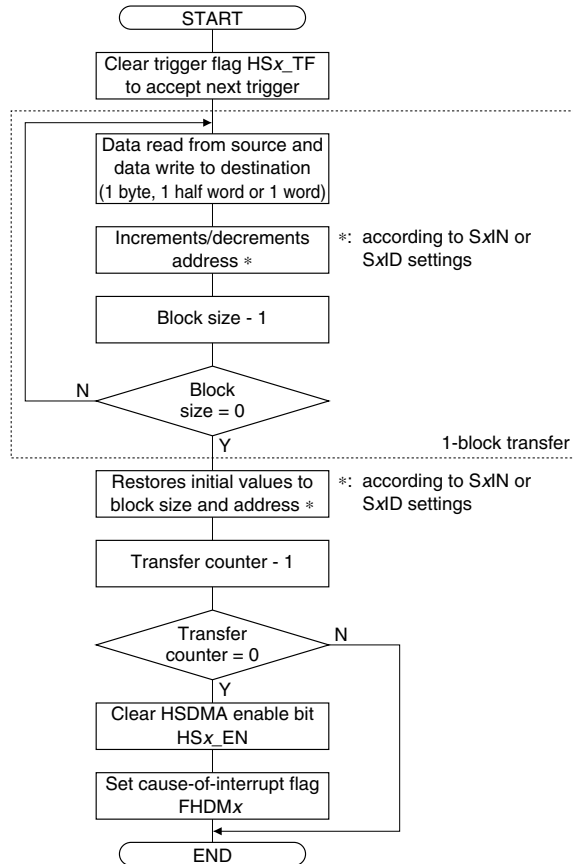 START
Clear trigger flag HSx_TF
to accept next trigger
Data read from source and
data write to destination
(1 byte, 1 half word or 1 word)
Increments/decrements
address *
*: according to SxIN or
SxID settings
Block size - 1
N
Block
size = 0
Y
1-block transfer
Restores initial values to
block size and address *
*: according to SxIN or
SxID settings
Transfer counter - 1
Transfer
counter = 0
N
Y
Clear HSDMA enable bit
HSx_EN
Set cause-of-interrupt flag
FHDMx
END